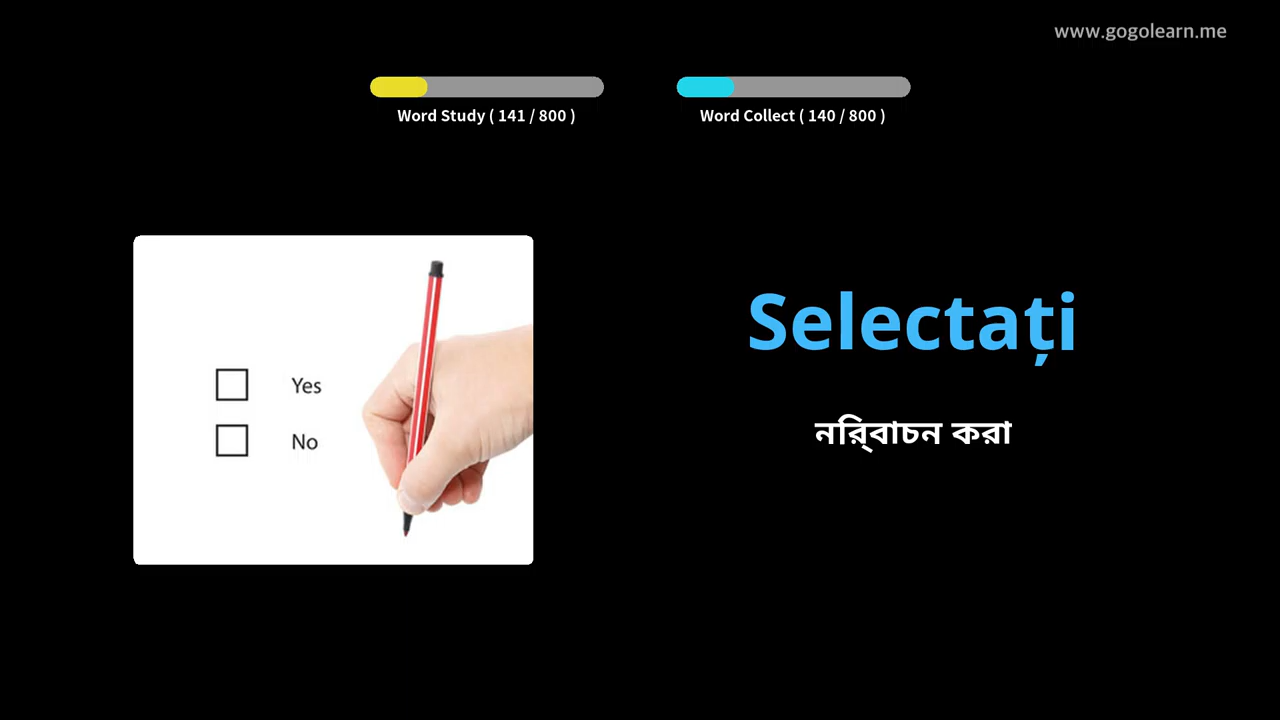 www.gogolearn.me
Word Study ( 141 / 800 )
Word Collect ( 140 / 800 )
Yes
No
Selectați
নির্বাচন করা